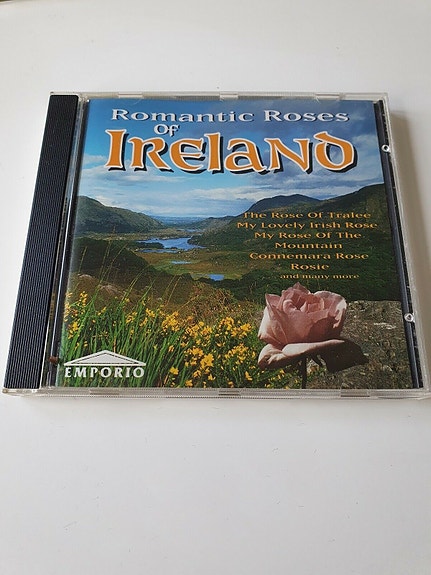 Romantic Roses
Of
Ireland
The Rose Of Tralee
My Lovely Irish Rose
My Rose Of The
Mountain
Connemara Rose
Rosie
and many more
EMPORIO